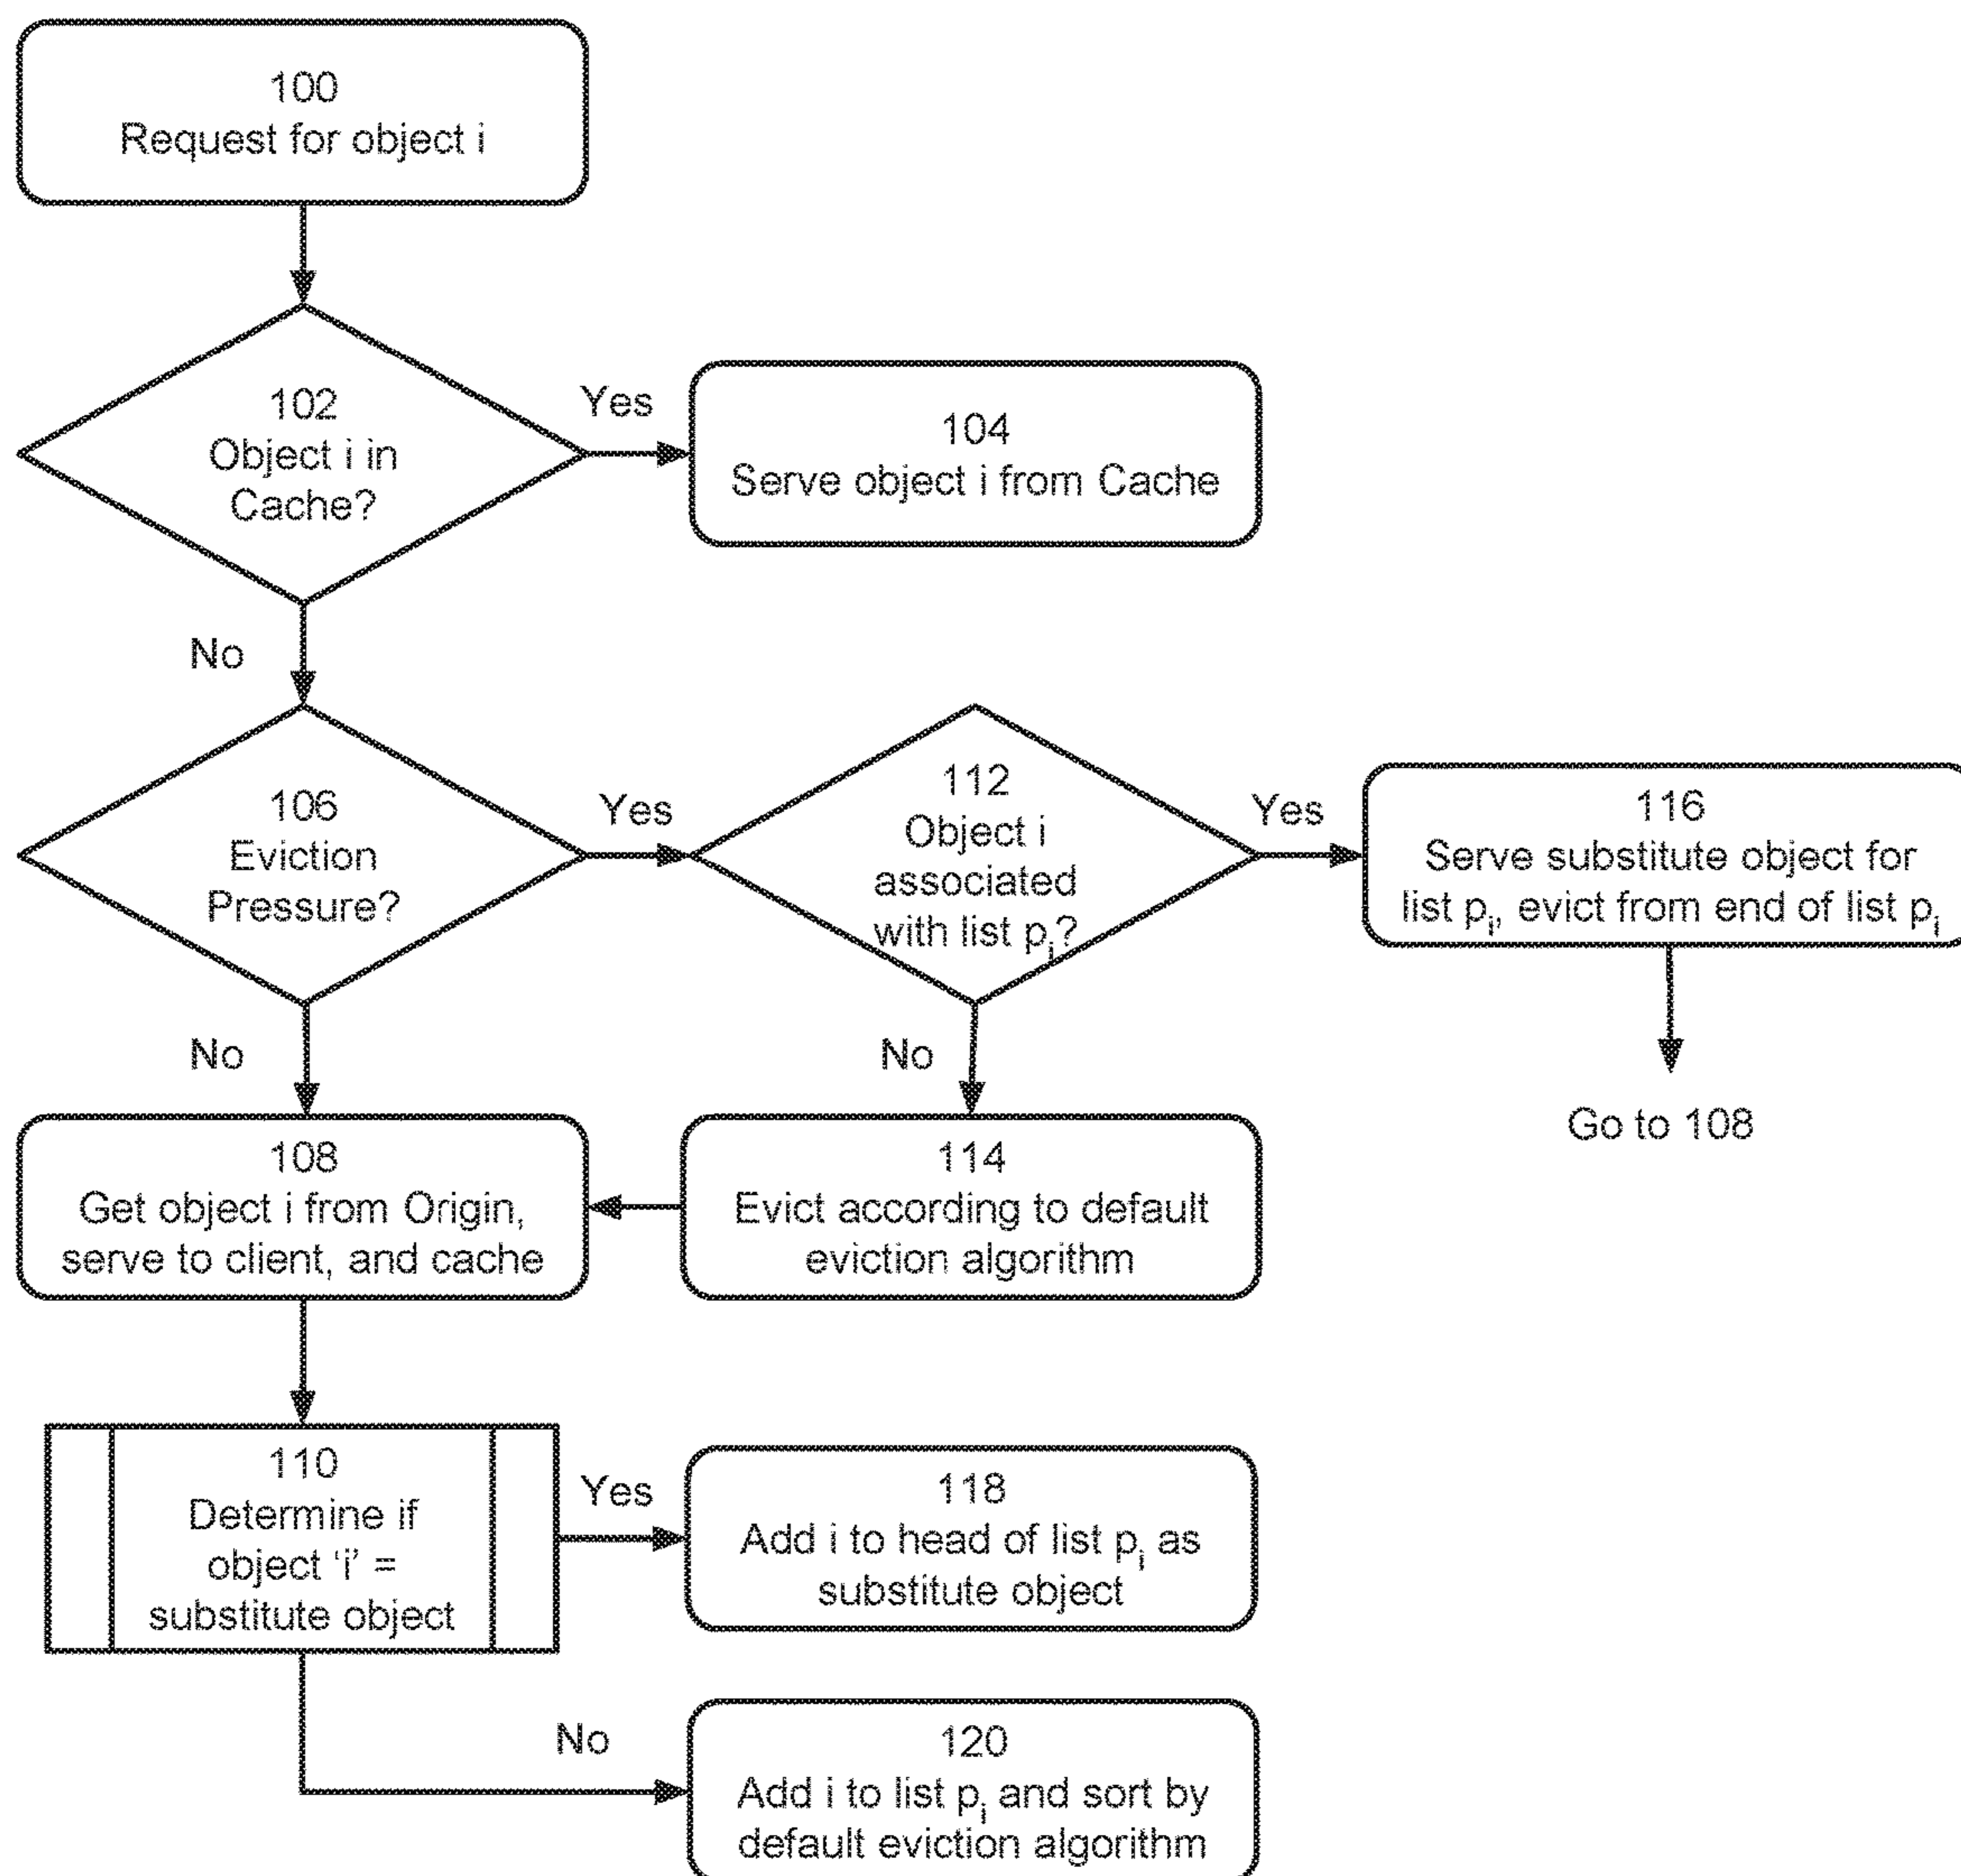 100
Request for object i
102
Object i in
Cache?
Yes
104
Serve object i from Cache
No
106
Eviction
Pressure?
Yes
112
Object i
associated
with list pi?
Yes
116
Serve substitute object for
list pi, evict from end of list pi
No
No
Go to 108
108
Get object i from Origin,
serve to client, and cache
114
Evict according to default
eviction algorithm
110
Determine if
object ‘i’ =
substitute object
Yes
118
Add i to head of list pi as
substitute object
No
120
Add i to list pi and sort by
default eviction algorithm